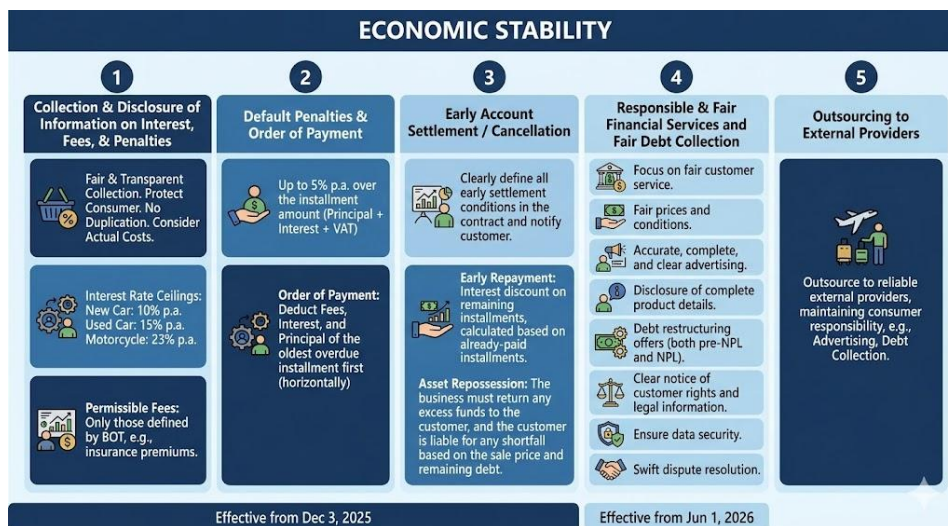 ECONOMIC STABILITY
1
Collection & Disclosure of
Information on Interest,
Fees, & Penalties
Fair & Transparent
Collection. Protect
Consumer. No
Duplication. Consider
Actual Costs.
Interest Rate Ceilings:
New Car: 10% p.a.
Used Car: 15% p.a.
Motorcycle: 23% p.a.
Permissible Fees:
Only those defined
by BOT, e.g.,
insurance premiums.
2
Default Penalties &
Order of Payment
Up to 5% p.a. over
the installment
amount (Principal +
Interest + VAT)
Order of Payment:
Deduct Fees,
Interest, and
Principal of the
oldest overdue
installment first
(horizontally)
3
Early Account
Settlement / Cancellation
Clearly define all
early settlement
conditions in the
contract and notify
customer.
Early Repayment:
Interest discount on
remaining
installments,
calculated based on
already-paid
installments.
Asset Repossession: The
business must return any
excess funds to the
customer, and the customer
is liable for any shortfall
based on the sale price and
remaining debt.
4
Responsible & Fair
Financial Services and
Fair Debt Collection
Focus on fair customer
service.
Fair prices and
conditions.
Accurate, complete,
and clear advertising.
Disclosure of complete
product details.
Debt restructuring
offers (both pre-NPL
and NPL).
Clear notice of
customer rights and
legal information.
Ensure data security.
Swift dispute resolution.
5
Outsourcing to
External Providers
Outsource to reliable
external providers,
maintaining consumer
responsibility, e.g.,
Advertising, Debt
Collection.
Effective from Dec 3, 2025
Effective from Jun 1, 2026